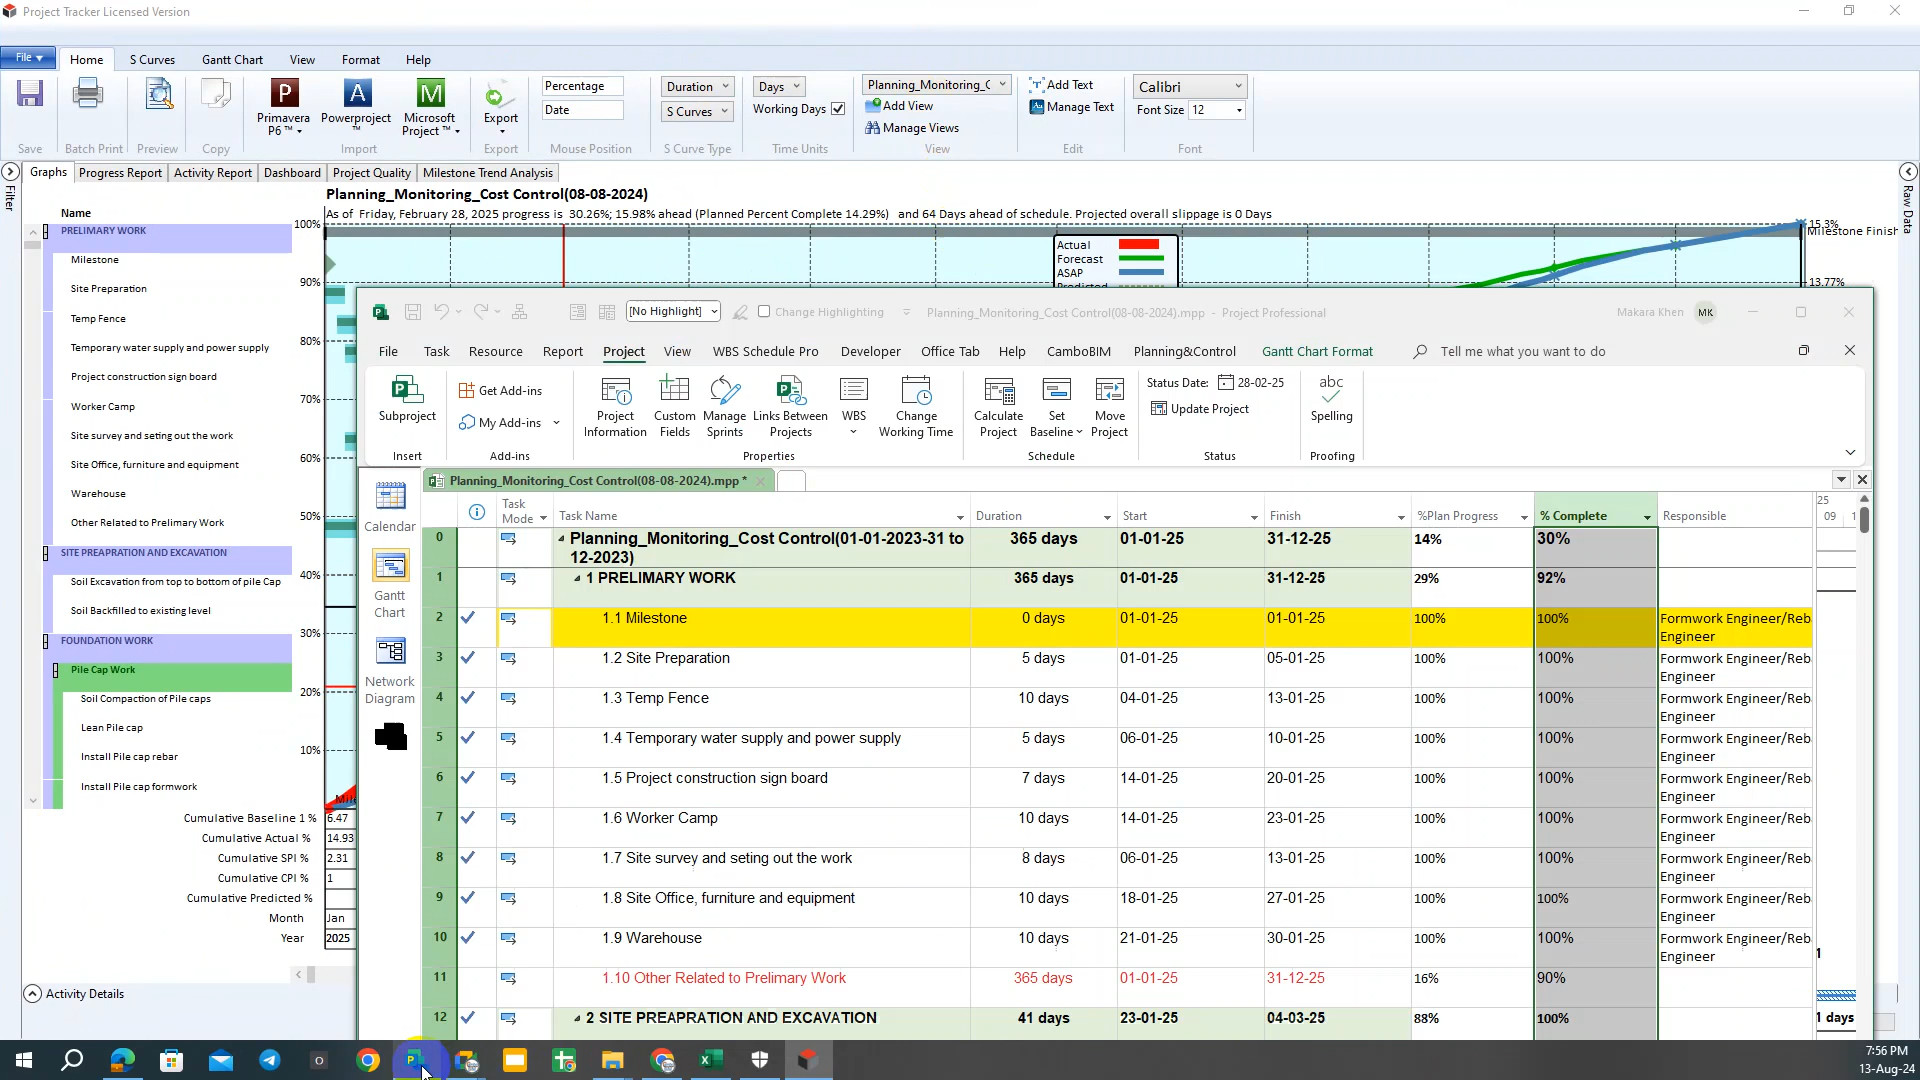 Project Tracker Licensed Version
File Home S Curves Gantt Chart View Format Help
Percentage Duration Days Planning_Monitoring_C Add Text Calibri
Date S Curves Working Days Add View Manage Text Font Size 12
Primavera P6 ™ Powerproject ™ Microsoft Project ™ Export Manage Views
Save Batch Print Preview Copy Import Export Mouse Position S Curve Type Time Units View Edit Font
Graphs Progress Report Activity Report Dashboard Project Quality Milestone Trend Analysis
Filter
Raw Data
Planning_Monitoring_Cost Control(08-08-2024)
Name
As of Friday, February 28, 2025 progress is 30.26%; 15.98% ahead (Planned Percent Complete 14.29%) and 64 Days ahead of schedule. Projected overall slippage is 0 Days
PRELIMARY WORK 100% 15.3%
Milestone Finish
Actual
Milestone Forecast
ASAP
Site Preparation 90% 13.77%
Temp Fence
Temporary water supply and power supply 80%
Project construction sign board
Worker Camp 70%
Site survey and seting out the work
Site Office, furniture and equipment 60%
Warehouse
Other Related to Prelimary Work 50%
SITE PREAPRATION AND EXCAVATION
Soil Excavation from top to bottom of pile Cap 40%
Soil Backfilled to existing level
FOUNDATION WORK 30%
Pile Cap Work
Soil Compaction of Pile caps 20%
Lean Pile cap
Install Pile cap rebar 10%
Install Pile cap formwork
Cumulative Baseline 1 % 6.47
Cumulative Actual % 14.93
Cumulative SPI % 2.31
Cumulative CPI % 1
Cumulative Predicted %
Month Jan
Year 2025
Activity Details
[No Highlight] Change Highlighting Planning_Monitoring_Cost Control(08-08-2024).mpp - Project Professional Makara Khen MK
File Task Resource Report Project View WBS Schedule Pro Developer Office Tab Help CamboBIM Planning&Control Gantt Chart Format Tell me what you want to do
Subproject Get Add-ins My Add-ins Project Information Custom Fields Manage Sprints Links Between Projects WBS Change Working Time Calculate Project Set Baseline Move Project Status Date: 28-02-25 Update Project abc Spelling
Insert Add-ins Properties Schedule Status Proofing
Planning_Monitoring_Cost Control(08-08-2024).mpp *
Calendar
Gantt Chart
Network Diagram
Task Mode Task Name Duration Start Finish %Plan Progress % Complete Responsible 25
09 1
0 Planning_Monitoring_Cost Control(01-01-2023-31 to 365 days 01-01-25 31-12-25 14% 30%
12-2023)
1 1 PRELIMARY WORK 365 days 01-01-25 31-12-25 29% 92%
2 1.1 Milestone 0 days 01-01-25 01-01-25 100% 100% Formwork Engineer/Reb
Engineer
3 1.2 Site Preparation 5 days 01-01-25 05-01-25 100% 100% Formwork Engineer/Reb
Engineer
4 1.3 Temp Fence 10 days 04-01-25 13-01-25 100% 100% Formwork Engineer/Reb
Engineer
5 1.4 Temporary water supply and power supply 5 days 06-01-25 10-01-25 100% 100% Formwork Engineer/Reb
Engineer
6 1.5 Project construction sign board 7 days 14-01-25 20-01-25 100% 100% Formwork Engineer/Reb
Engineer
7 1.6 Worker Camp 10 days 14-01-25 23-01-25 100% 100% Formwork Engineer/Reb
Engineer
8 1.7 Site survey and seting out the work 8 days 06-01-25 13-01-25 100% 100% Formwork Engineer/Reb
Engineer
9 1.8 Site Office, furniture and equipment 10 days 18-01-25 27-01-25 100% 100% Formwork Engineer/Reb
Engineer
10 1.9 Warehouse 10 days 21-01-25 30-01-25 100% 100% Formwork Engineer/Reb
Engineer
11 1.10 Other Related to Prelimary Work 365 days 01-01-25 31-12-25 16% 90%
12 2 SITE PREAPRATION AND EXCAVATION 41 days 23-01-25 04-03-25 88% 100% 1 days
7:56 PM
13-Aug-24